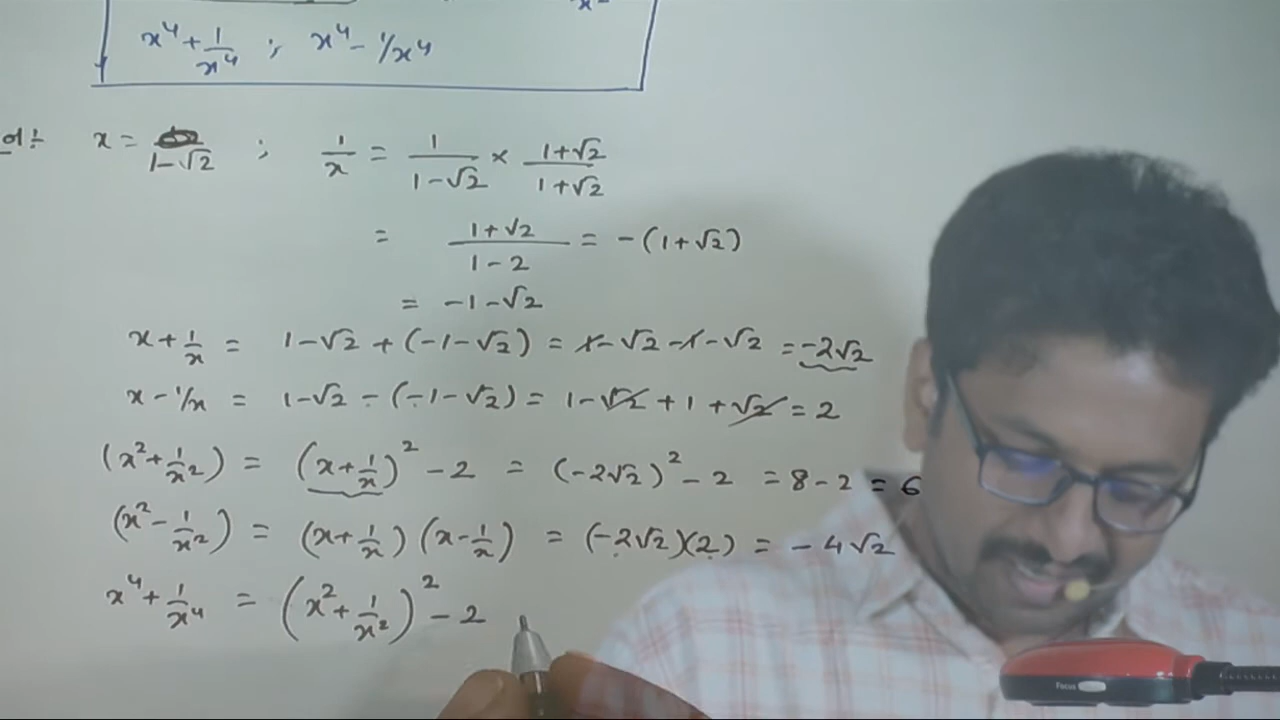 x⁴ + 1/x⁴ ; x⁴ - 1/x⁴
x = 1-√2 ; 1/x = 1/(1-√2) × (1+√2)/(1+√2)
= (1+√2)/(1-2) = -(1+√2)
= -1-√2
x + 1/x = 1-√2 + (-1-√2) = 1-√2-1-√2 = -2√2
x - 1/x = 1-√2 - (-1-√2) = 1-√2+1+√2 = 2
(x² + 1/x²) = (x + 1/x)² - 2 = (-2√2)² - 2 = 8-2 = 6
(x² - 1/x²) = (x + 1/x)(x - 1/x) = (-2√2)(2) = -4√2
x⁴ + 1/x⁴ = (x² + 1/x²)² - 2
Focus